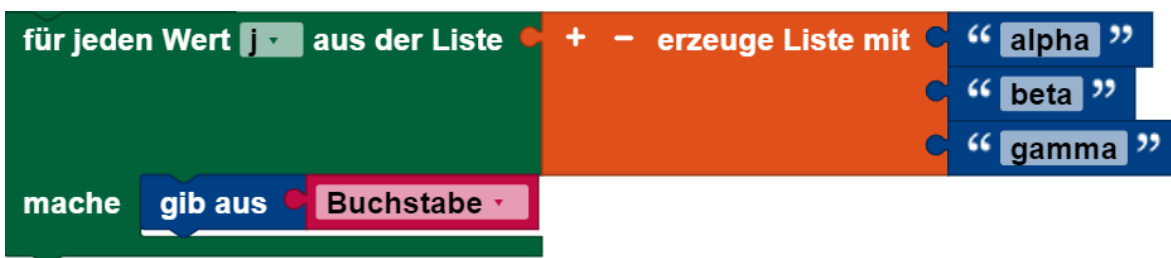 für jeden Wert j aus der Liste + - erzeuge Liste mit “ alpha ”
“ beta ”
“ gamma ”
mache gib aus Buchstabe